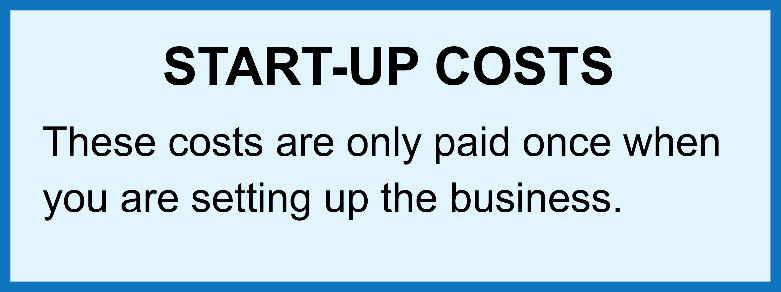 START-UP COSTS
These costs are only paid once when
you are setting up the business.